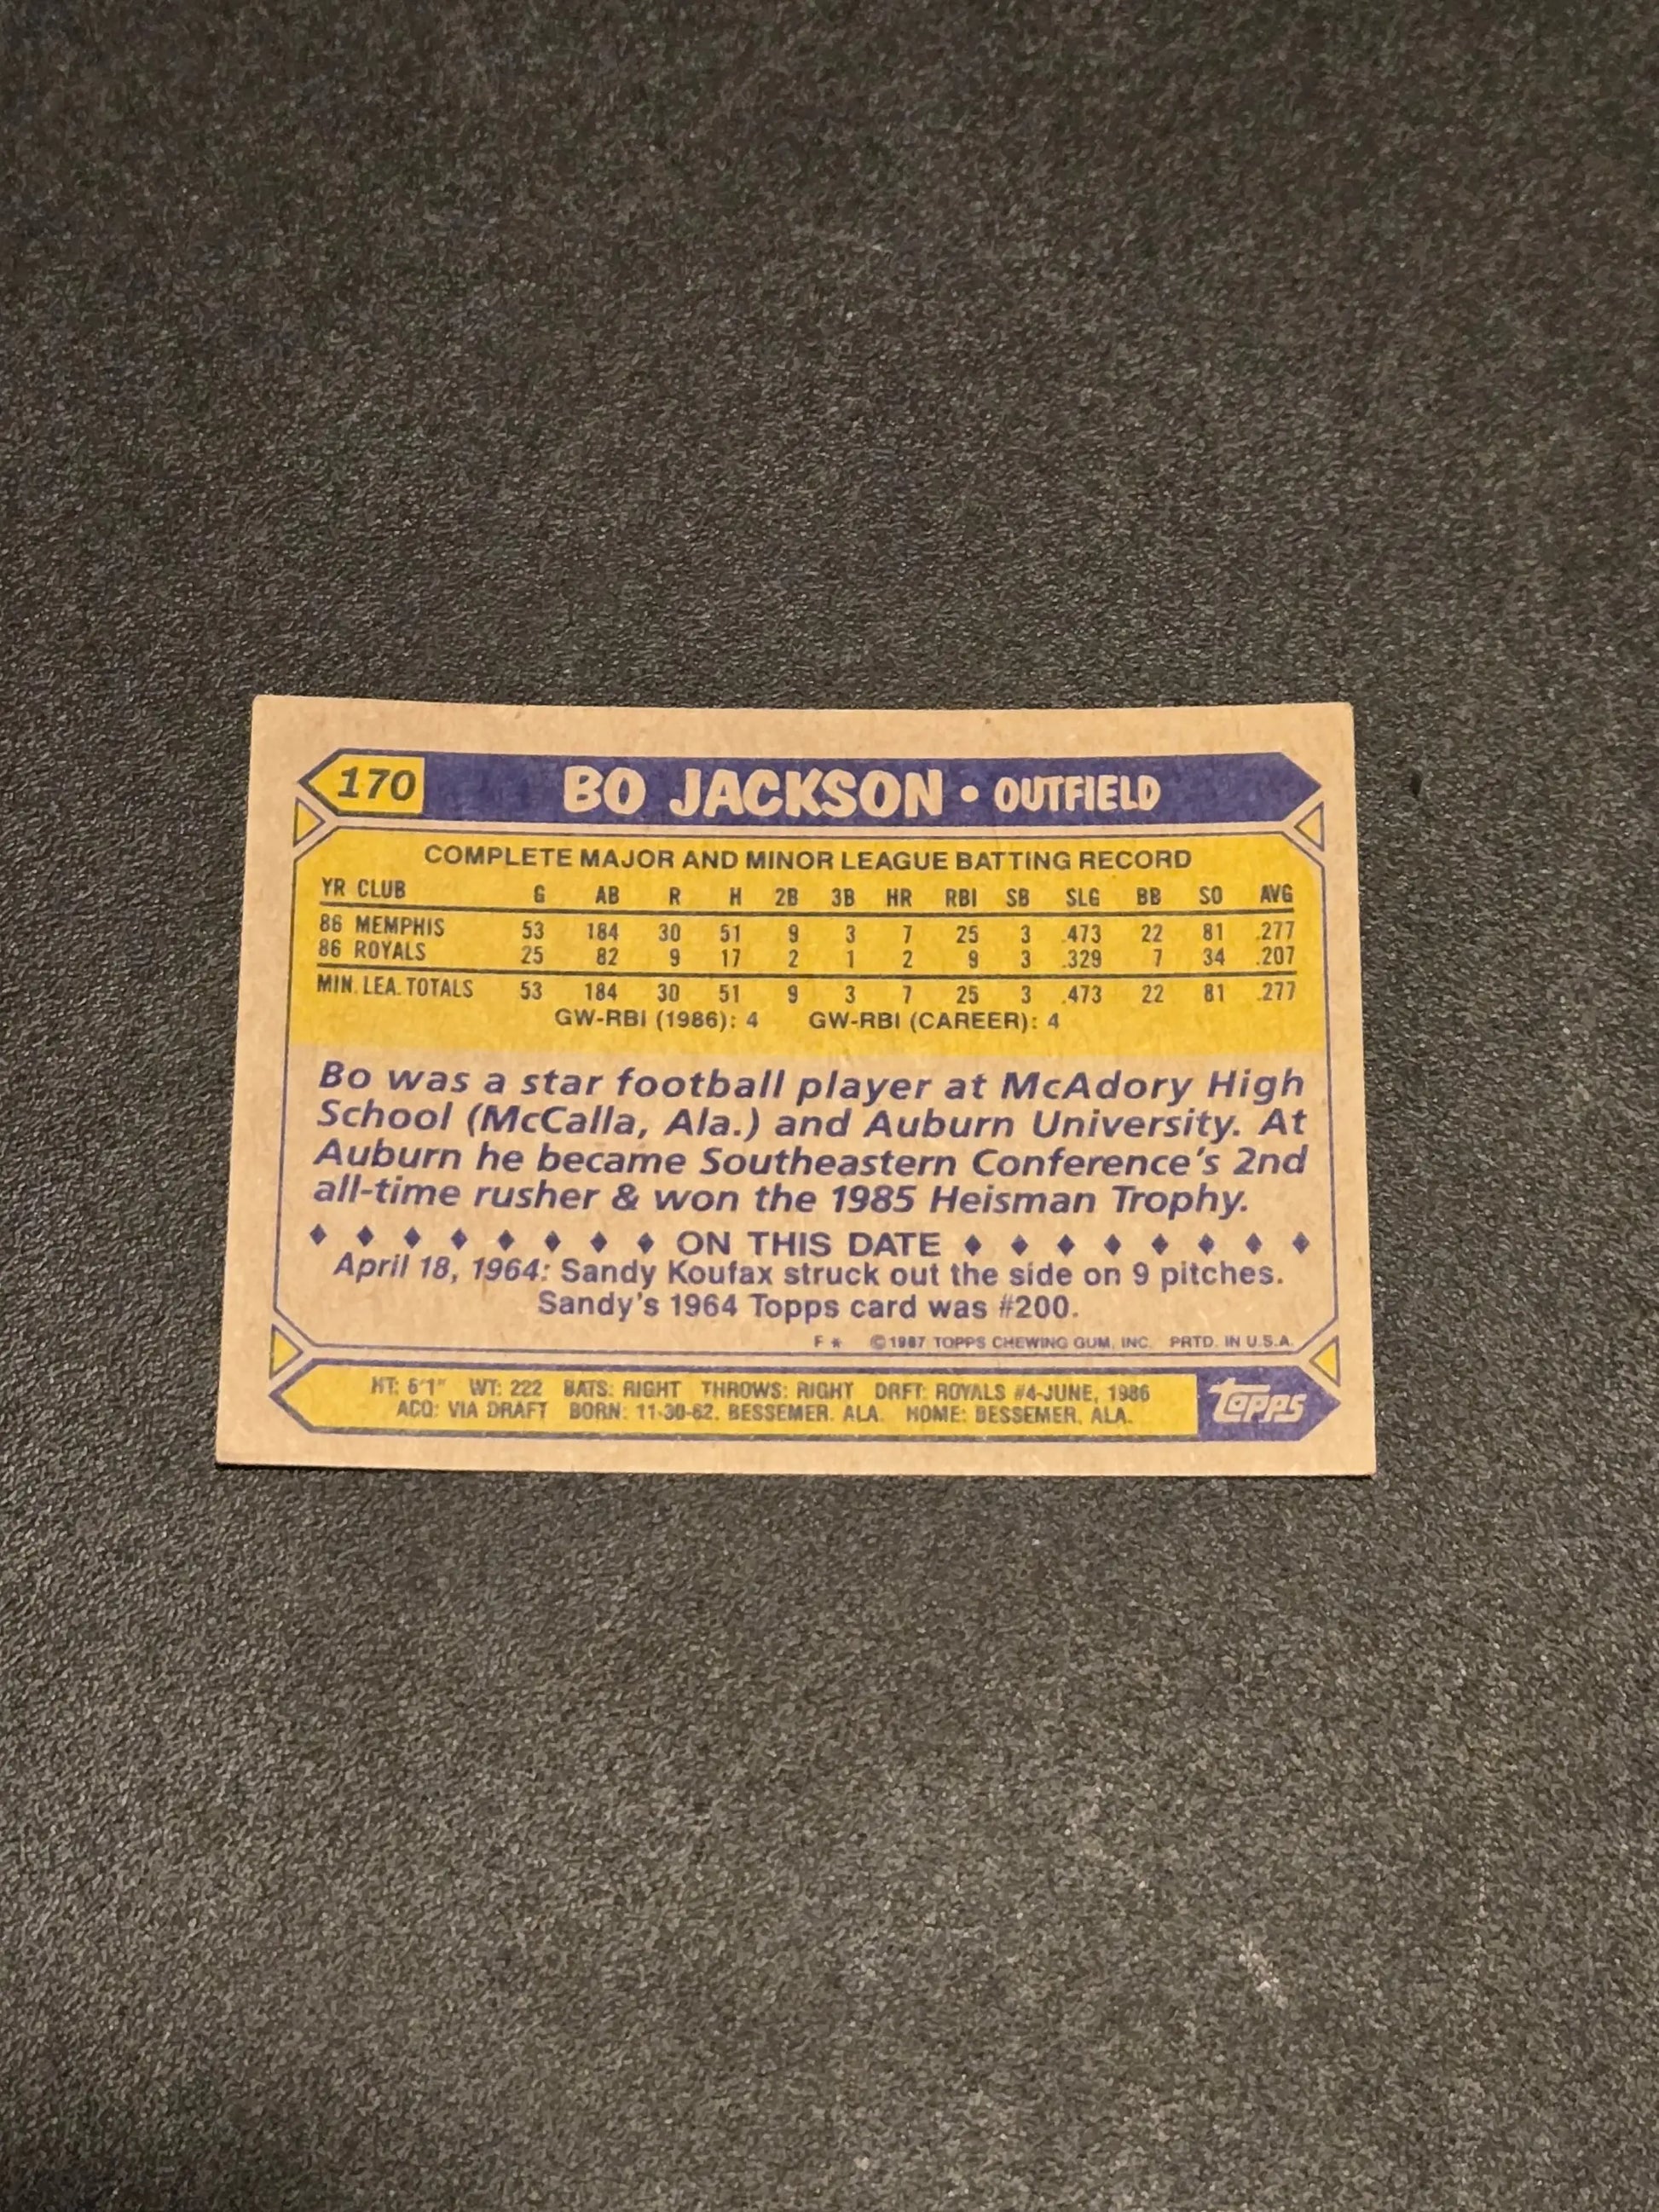 170 BO JACKSON • OUTFIELD
COMPLETE MAJOR AND MINOR LEAGUE BATTING RECORD
YR CLUB G AB R H 2B 3B HR RBI SB SLG BB SO AVG
86 MEMPHIS 53 184 30 51 9 3 7 25 3 .473 22 81 .277
86 ROYALS 25 82 9 17 2 1 2 9 3 .329 7 34 .207
MIN. LEA. TOTALS 53 184 30 51 9 3 7 25 3 .473 22 81 .277
GW-RBI (1986): 4 GW-RBI (CAREER): 4
Bo was a star football player at McAdory High
School (McCalla, Ala.) and Auburn University. At
Auburn he became Southeastern Conference's 2nd
all-time rusher & won the 1985 Heisman Trophy.
♦ ♦ ♦ ♦ ♦ ♦ ♦ ♦ ON THIS DATE ♦ ♦ ♦ ♦ ♦ ♦ ♦ ♦
April 18, 1964: Sandy Koufax struck out the side on 9 pitches.
Sandy's 1964 Topps card was #200.
F * © 1987 TOPPS CHEWING GUM, INC. PRTD. IN U.S.A.
HT: 6'1" WT: 222 BATS: RIGHT THROWS: RIGHT DRFT: ROYALS #4-JUNE, 1986
ACQ: VIA DRAFT BORN: 11-30-62, BESSEMER, ALA. HOME: BESSEMER, ALA.
topps